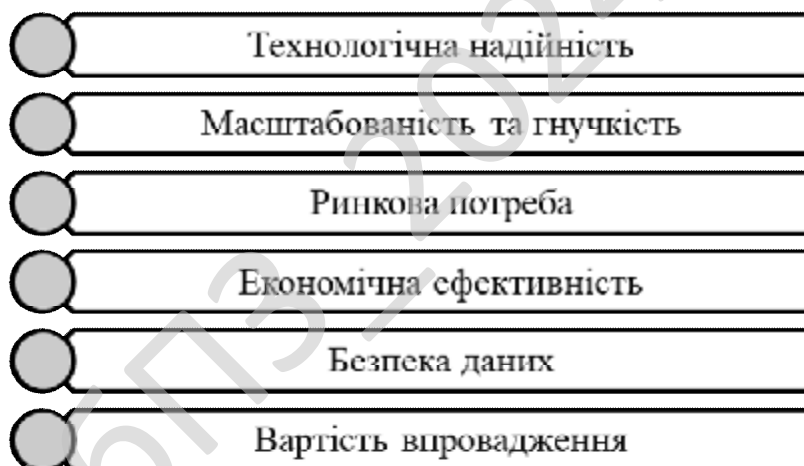 Технологічна надійність
Масштабованість та гнучкість
Ринкова потреба
Економічна ефективність
Безпека даних
Вартість впровадження